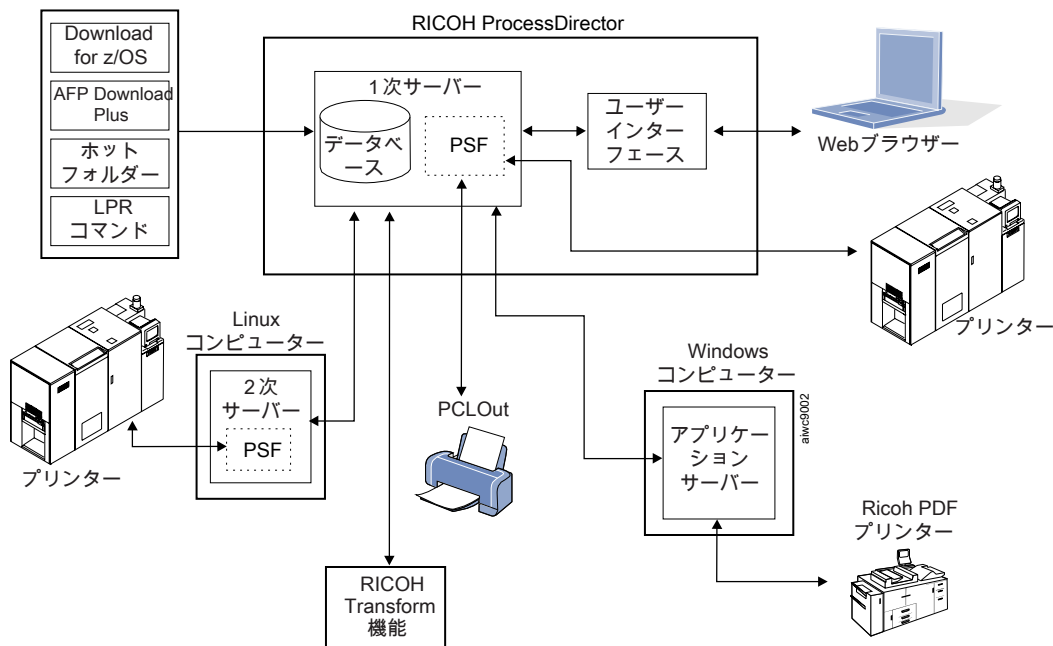 RICOH ProcessDirector
Download
for z/OS
AFP Download
Plus
ホット
フォルダー
LPR
コマンド
1次サーバー
データベ
ース
PSF
ユーザー
インター
フェース
Webブラウザー
プリンター
Linux
コンピューター
2次
サーバー
PSF
プリンター
PCLOut
Windows
コンピューター
アプリケー
ション
サーバー
aiwc9002
Ricoh PDF
プリンター
RICOH
Transform
機能